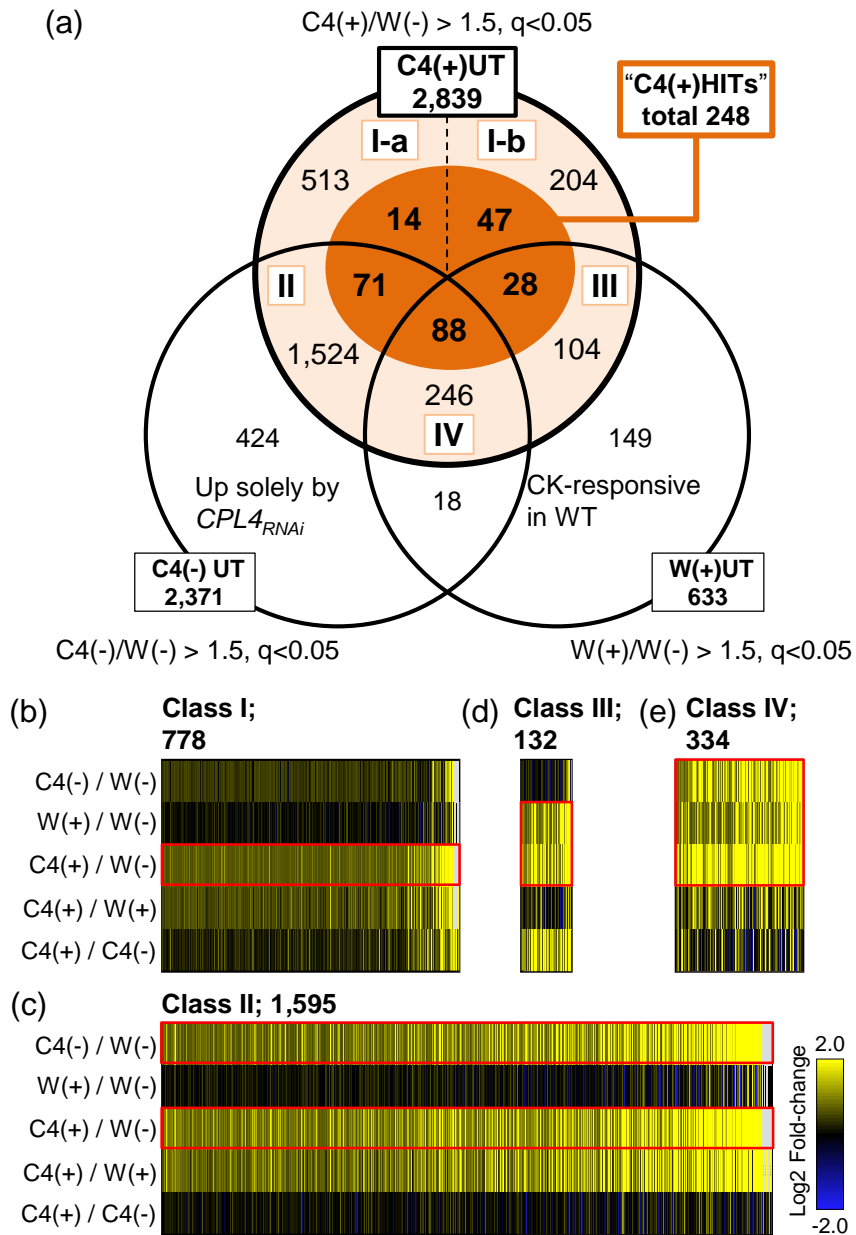 (a)
C4(+)/W(-) > 1.5, q<0.05
C4(+)UT
2,839
"C4(+)HITs"
total 248
I-a
I-b
513
204
14
47
II
71
28
III
88
1,524
104
246
IV
424
149
Up solely by
CPL4RNAi
18
CK-responsive
in WT
C4(-) UT
2,371
W(+)UT
633
C4(-)/W(-) > 1.5, q<0.05
W(+)/W(-) > 1.5, q<0.05
(b)
Class I;
778
(d)
Class III;
132
(e)
Class IV;
334
C4(-) / W(-)
W(+) / W(-)
C4(+) / W(-)
C4(+) / W(+)
C4(+) / C4(-)
(c)
Class II; 1,595
C4(-) / W(-)
W(+) / W(-)
C4(+) / W(-)
C4(+) / W(+)
C4(+) / C4(-)
2.0
Log2 Fold-change
-2.0